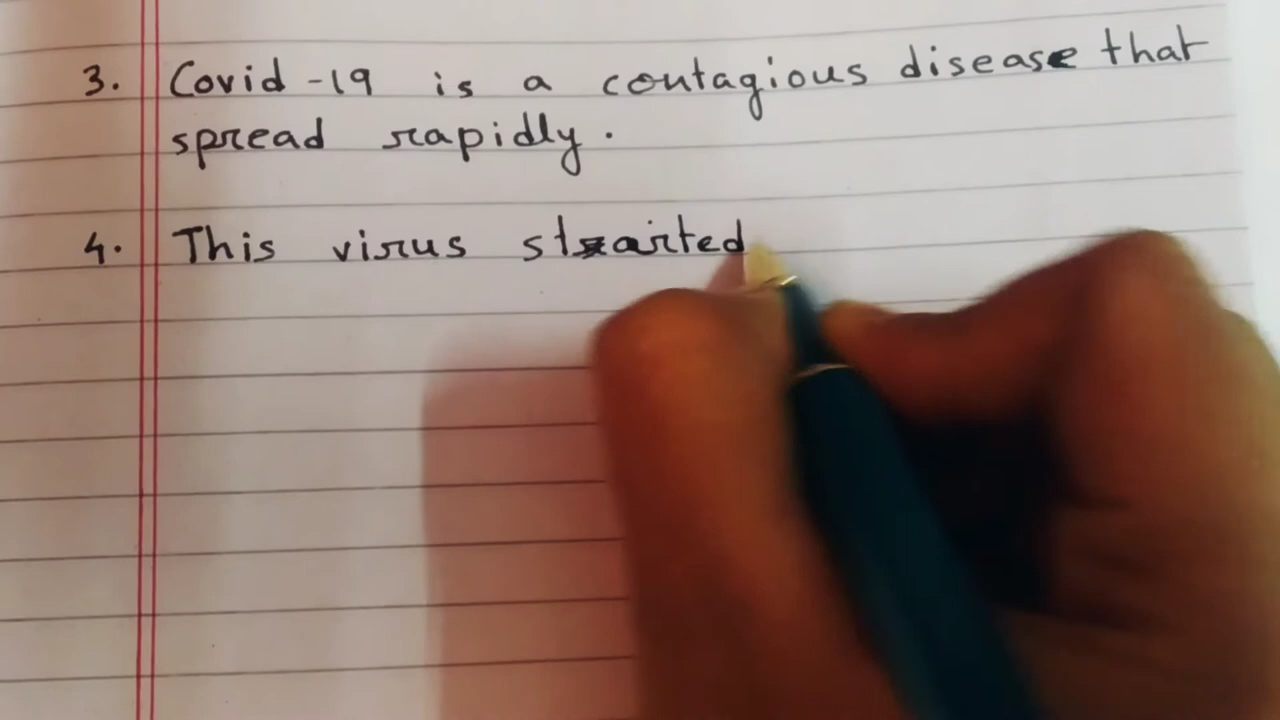 3. Covid-19 is a contagious disease that
spread rapidly.
4. This virus started